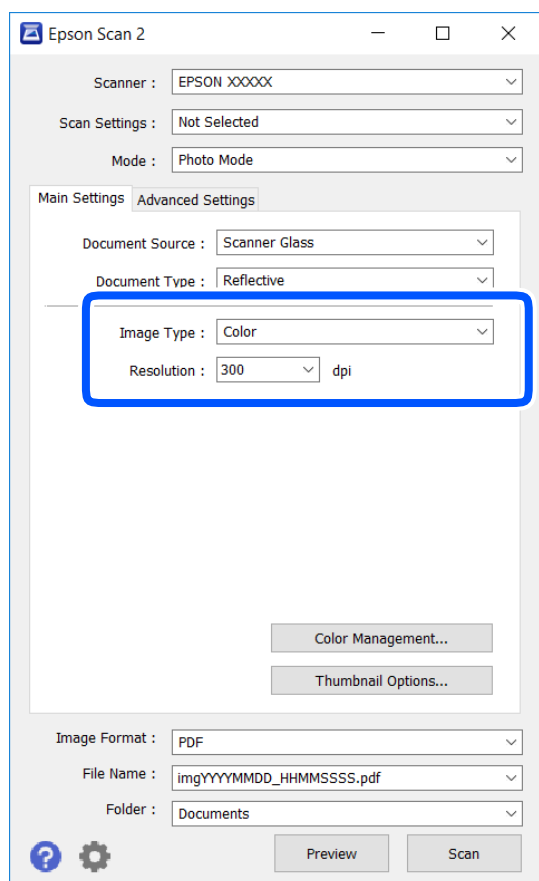 Epson Scan 2
Scanner : EPSON XXXXX
Scan Settings : Not Selected
Mode : Photo Mode
Main Settings Advanced Settings
Document Source : Scanner Glass
Document Type : Reflective
Image Type : Color
Resolution : 300 dpi
Color Management...
Thumbnail Options...
Image Format : PDF
File Name : imgYYYYMMDD_HHMMSSSS.pdf
Folder : Documents
? Preview Scan